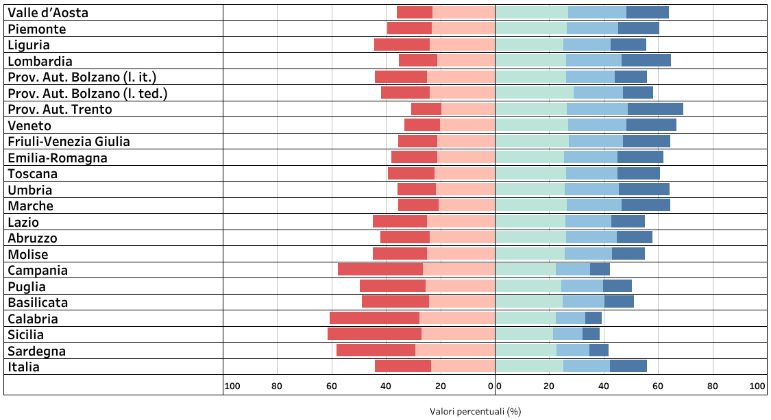 Valle d'Aosta
Piemonte
Liguria
Lombardia
Prov. Aut. Bolzano (l. it.)
Prov. Aut. Bolzano (l. ted.)
Prov. Aut. Trento
Veneto
Friuli-Venezia Giulia
Emilia-Romagna
Toscana
Umbria
Marche
Lazio
Abruzzo
Molise
Campania
Puglia
Basilicata
Calabria
Sicilia
Sardegna
Italia
100 80 60 40 20 0 0 20 40 60 80 100
Valori percentuali (%)